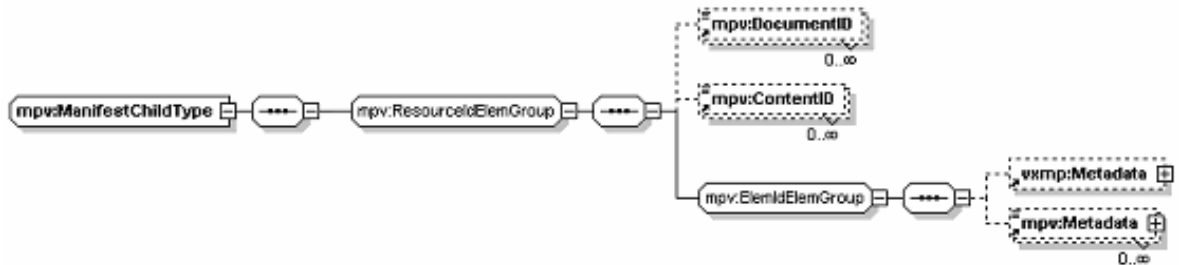 mpv:DocumentID
0..∞
mpv:ManifestChildType
mpv:ResourceIdElemGroup
mpv:ContentID
0..∞
mpv:ElemIdElemGroup
vxmp:Metadata
mpv:Metadata
0..∞